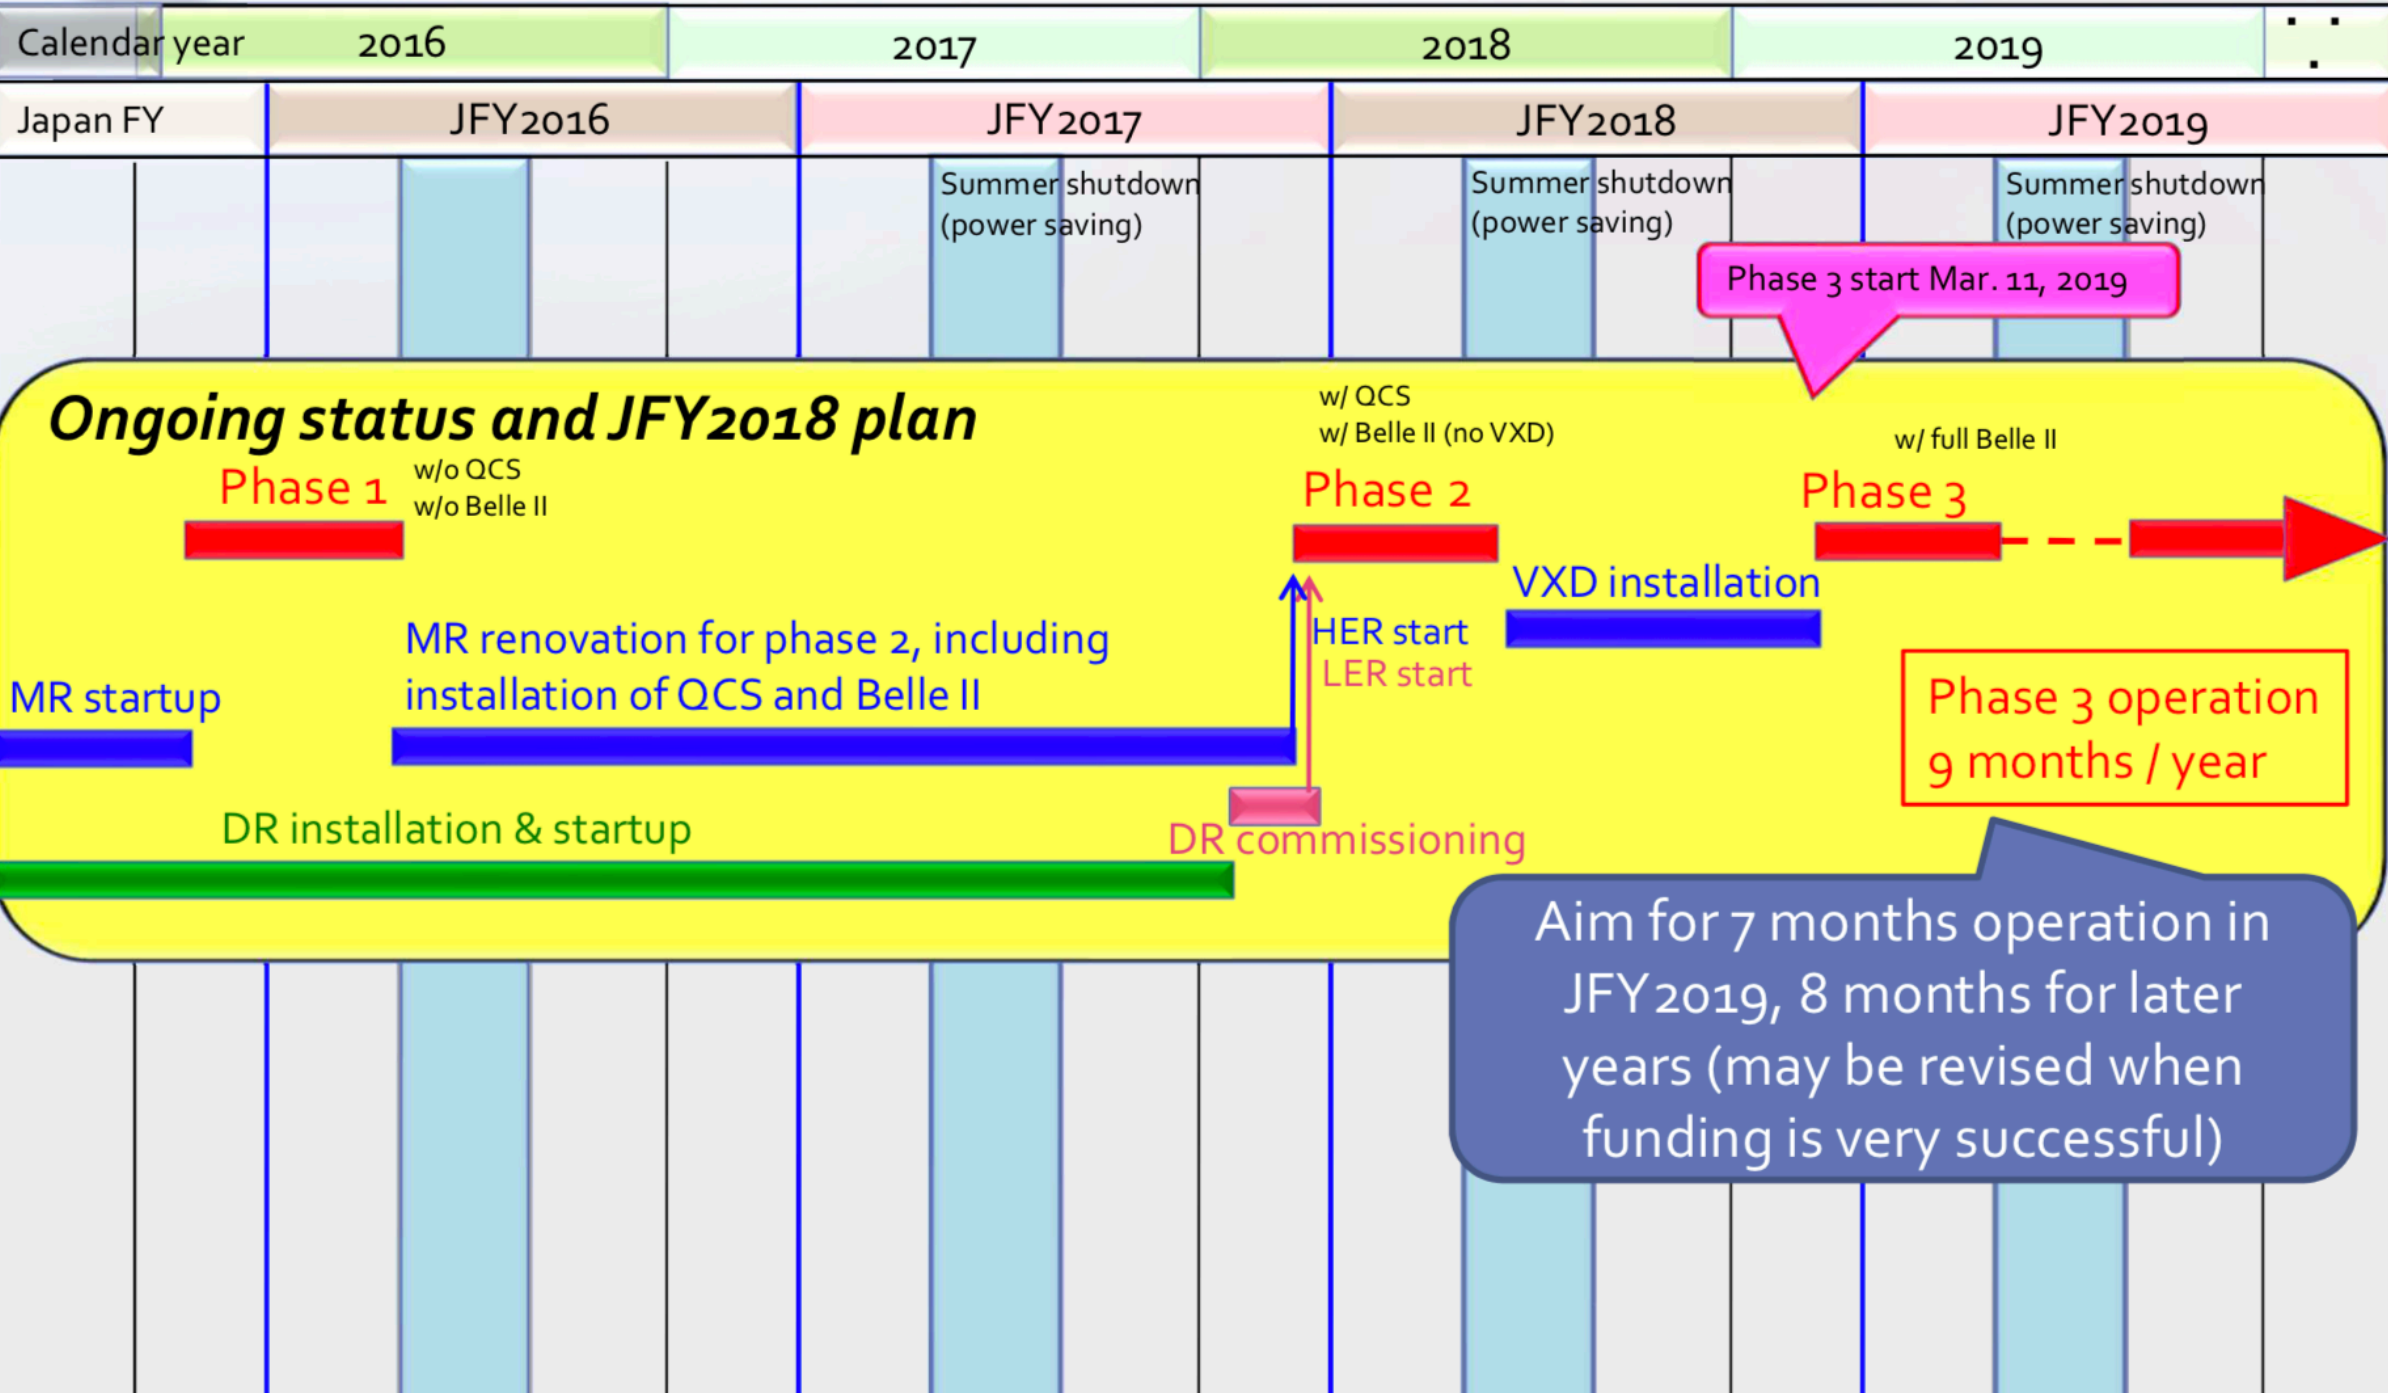 Calendar year
2016
2017
2018
2019
. . .
Japan FY
JFY2016
JFY2017
JFY2018
JFY2019
Summer shutdown
(power saving)
Summer shutdown
(power saving)
Summer shutdown
(power saving)
Phase 3 start Mar. 11, 2019
Ongoing status and JFY2018 plan
Phase 1
w/o QCS
w/o Belle II
w/ QCS
w/ Belle II (no VXD)
Phase 2
w/ full Belle II
Phase 3
VXD installation
HER start
LER start
MR renovation for phase 2, including
installation of QCS and Belle II
MR startup
Phase 3 operation
9 months / year
DR installation & startup
DR commissioning
Aim for 7 months operation in
JFY2019, 8 months for later
years (may be revised when
funding is very successful)